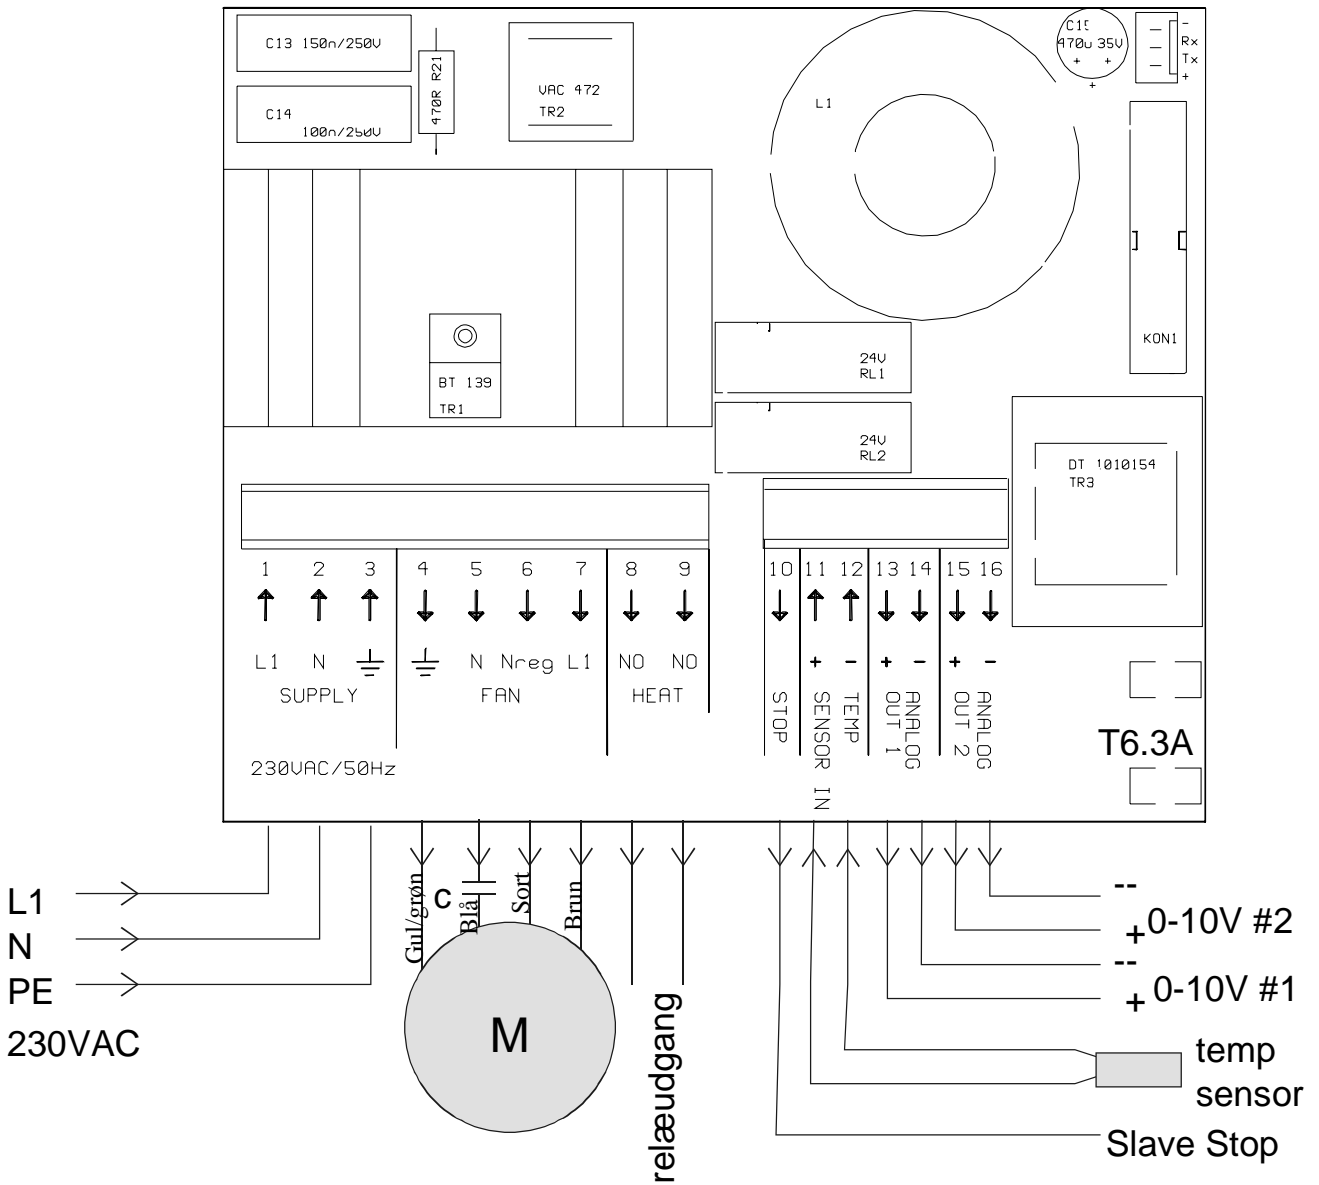 C13 150n/250V
C14
100n/250V
470R R21
VAC 472
TR2
L1
C15
470u 35V
+ +
+
-
Rx
Tx
+
KON1
24V
RL1
24V
RL2
BT 139
TR1
DT 1010154
TR3
1 2 3 4 5 6 7 8 9
10 11 12 13 14 15 16
L1 N N Nreg L1 NO NO
+ - + - + -
SUPPLY FAN HEAT
STOP
SENSOR IN
TEMP
OUT 1
ANALOG
OUT 2
ANALOG
T6.3A
230VAC/50Hz
L1
N
PE
230VAC
Gul/grøn
C
Blå
Sort
Brun
M
relæudgang
--
+ 0-10V #2
--
+ 0-10V #1
temp
sensor
Slave Stop